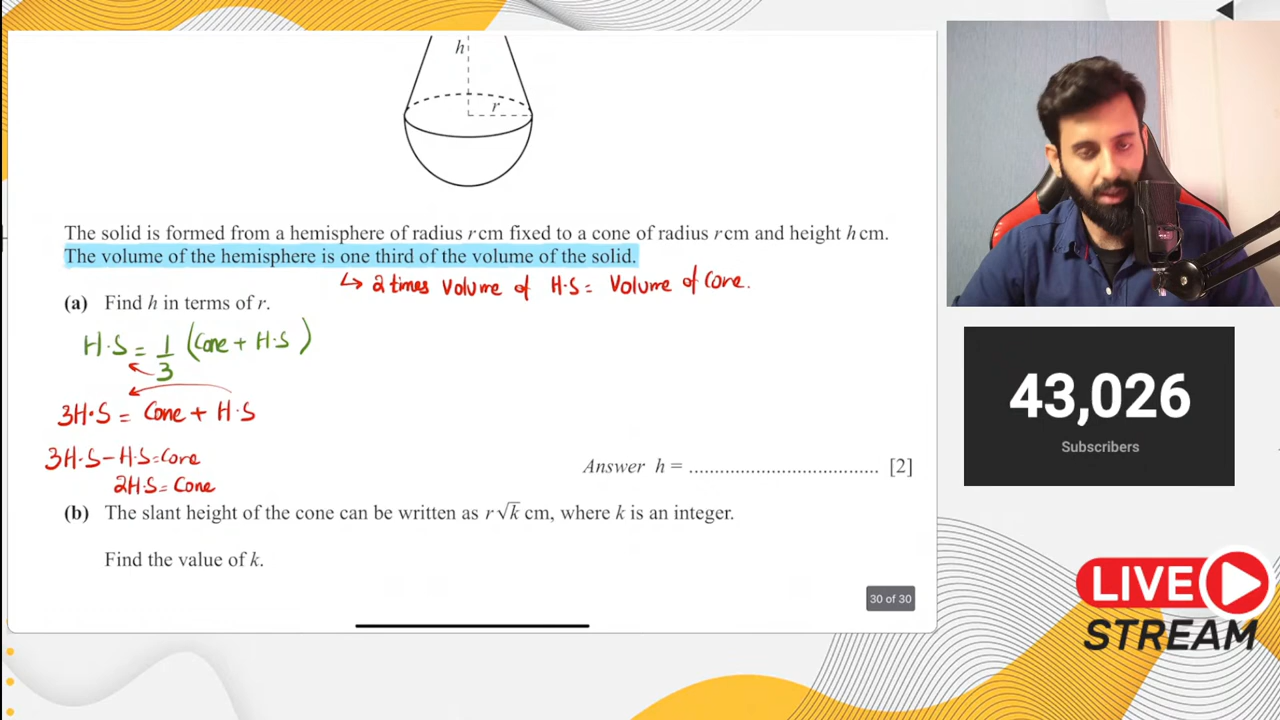 h
r
The solid is formed from a hemisphere of radius r cm fixed to a cone of radius r cm and height h cm.
The volume of the hemisphere is one third of the volume of the solid.
↳ 2 times Volume of H.S = Volume of Cone.
(a) Find h in terms of r.
H.S = 1/3 (Cone + H.S)
3H.S = Cone + H.S
3H.S - H.S = Cone
2H.S = Cone
Answer h = ...................................... [2]
(b) The slant height of the cone can be written as r√k cm, where k is an integer.
Find the value of k.
30 of 30
43,026
Subscribers
LIVE
STREAM